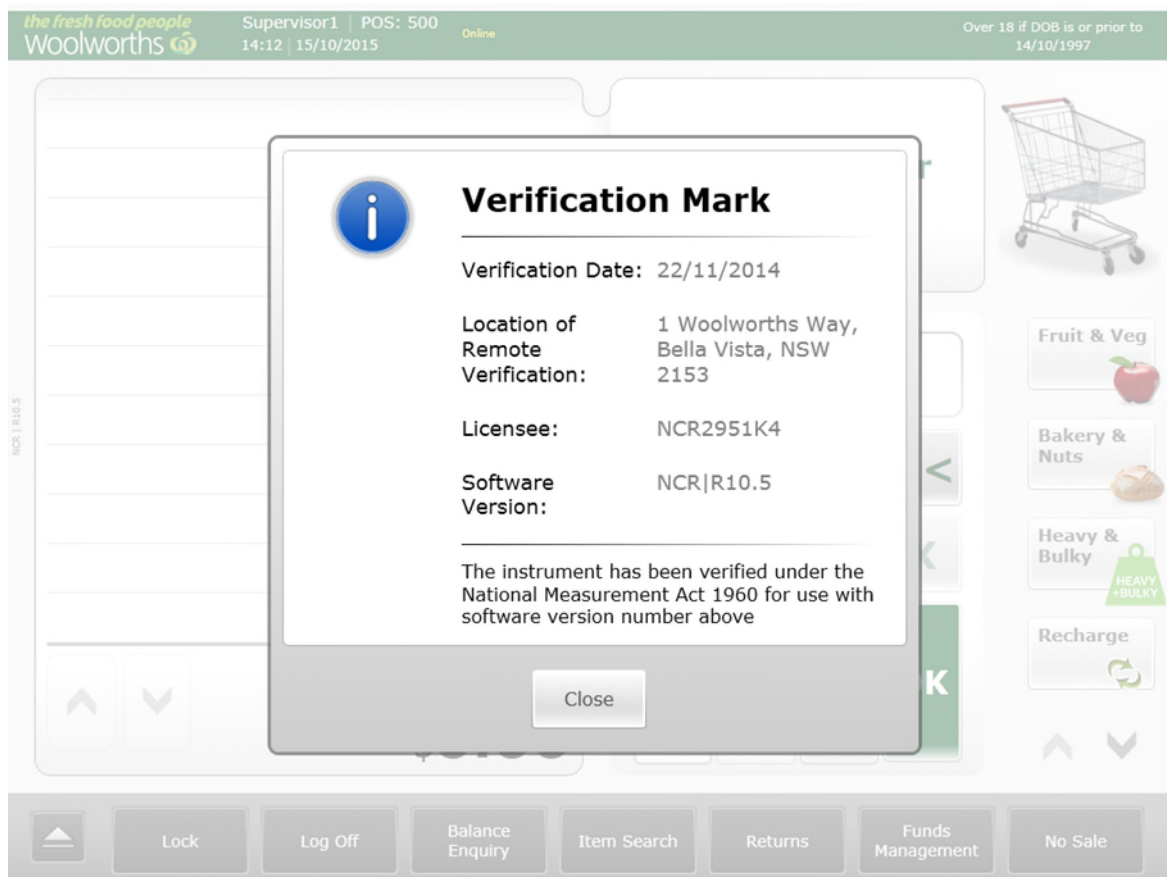 the fresh food people
Woolworths
Supervisor1 | POS: 500
14:12 | 15/10/2015
Online
Over 18 if DOB is or prior to
14/10/1997
Verification Mark
Verification Date: 22/11/2014
Location of Remote Verification: 1 Woolworths Way, Bella Vista, NSW 2153
Licensee: NCR2951K4
Software Version: NCR|R10.5
The instrument has been verified under the
National Measurement Act 1960 for use with
software version number above
Close
NCR | R10.5
Fruit & Veg
Bakery &
Nuts
Heavy &
Bulky
HEAVY
+BULKY
Recharge
<
Lock
Log Off
Balance
Enquiry
Item Search
Returns
Funds
Management
No Sale